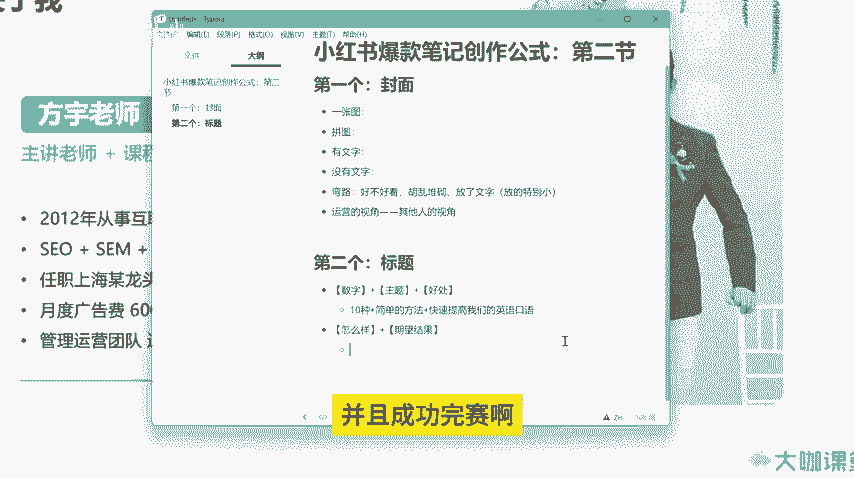 方宇老师
主讲老师 + 课程
• 2012年从事互联
• SEO + SEM +
• 任职上海某龙头
• 月度广告费 600
• 管理运营团队
编辑(E) 段落(P) 格式(O) 视图(V) 主题(T) 帮助(H)
文件 大纲
小红书爆款笔记创作公式：第二节
第一个：封面
第二个：标题
小红书爆款笔记创作公式：第二节
第一个：封面
• 一张图：
• 拼图：
• 有文字：
• 没有文字：
• 弯路：好不好看、胡乱堆砌、放了文字（放的特别小）
• 运营的视角——其他人的视角
第二个：标题
• 【数字】+【主题】+【好处】
○ 10种+简单的方法+快速提高我们的英语口语
• 【怎么样】+【期望结果】
并且成功完赛啊
大咖课堂